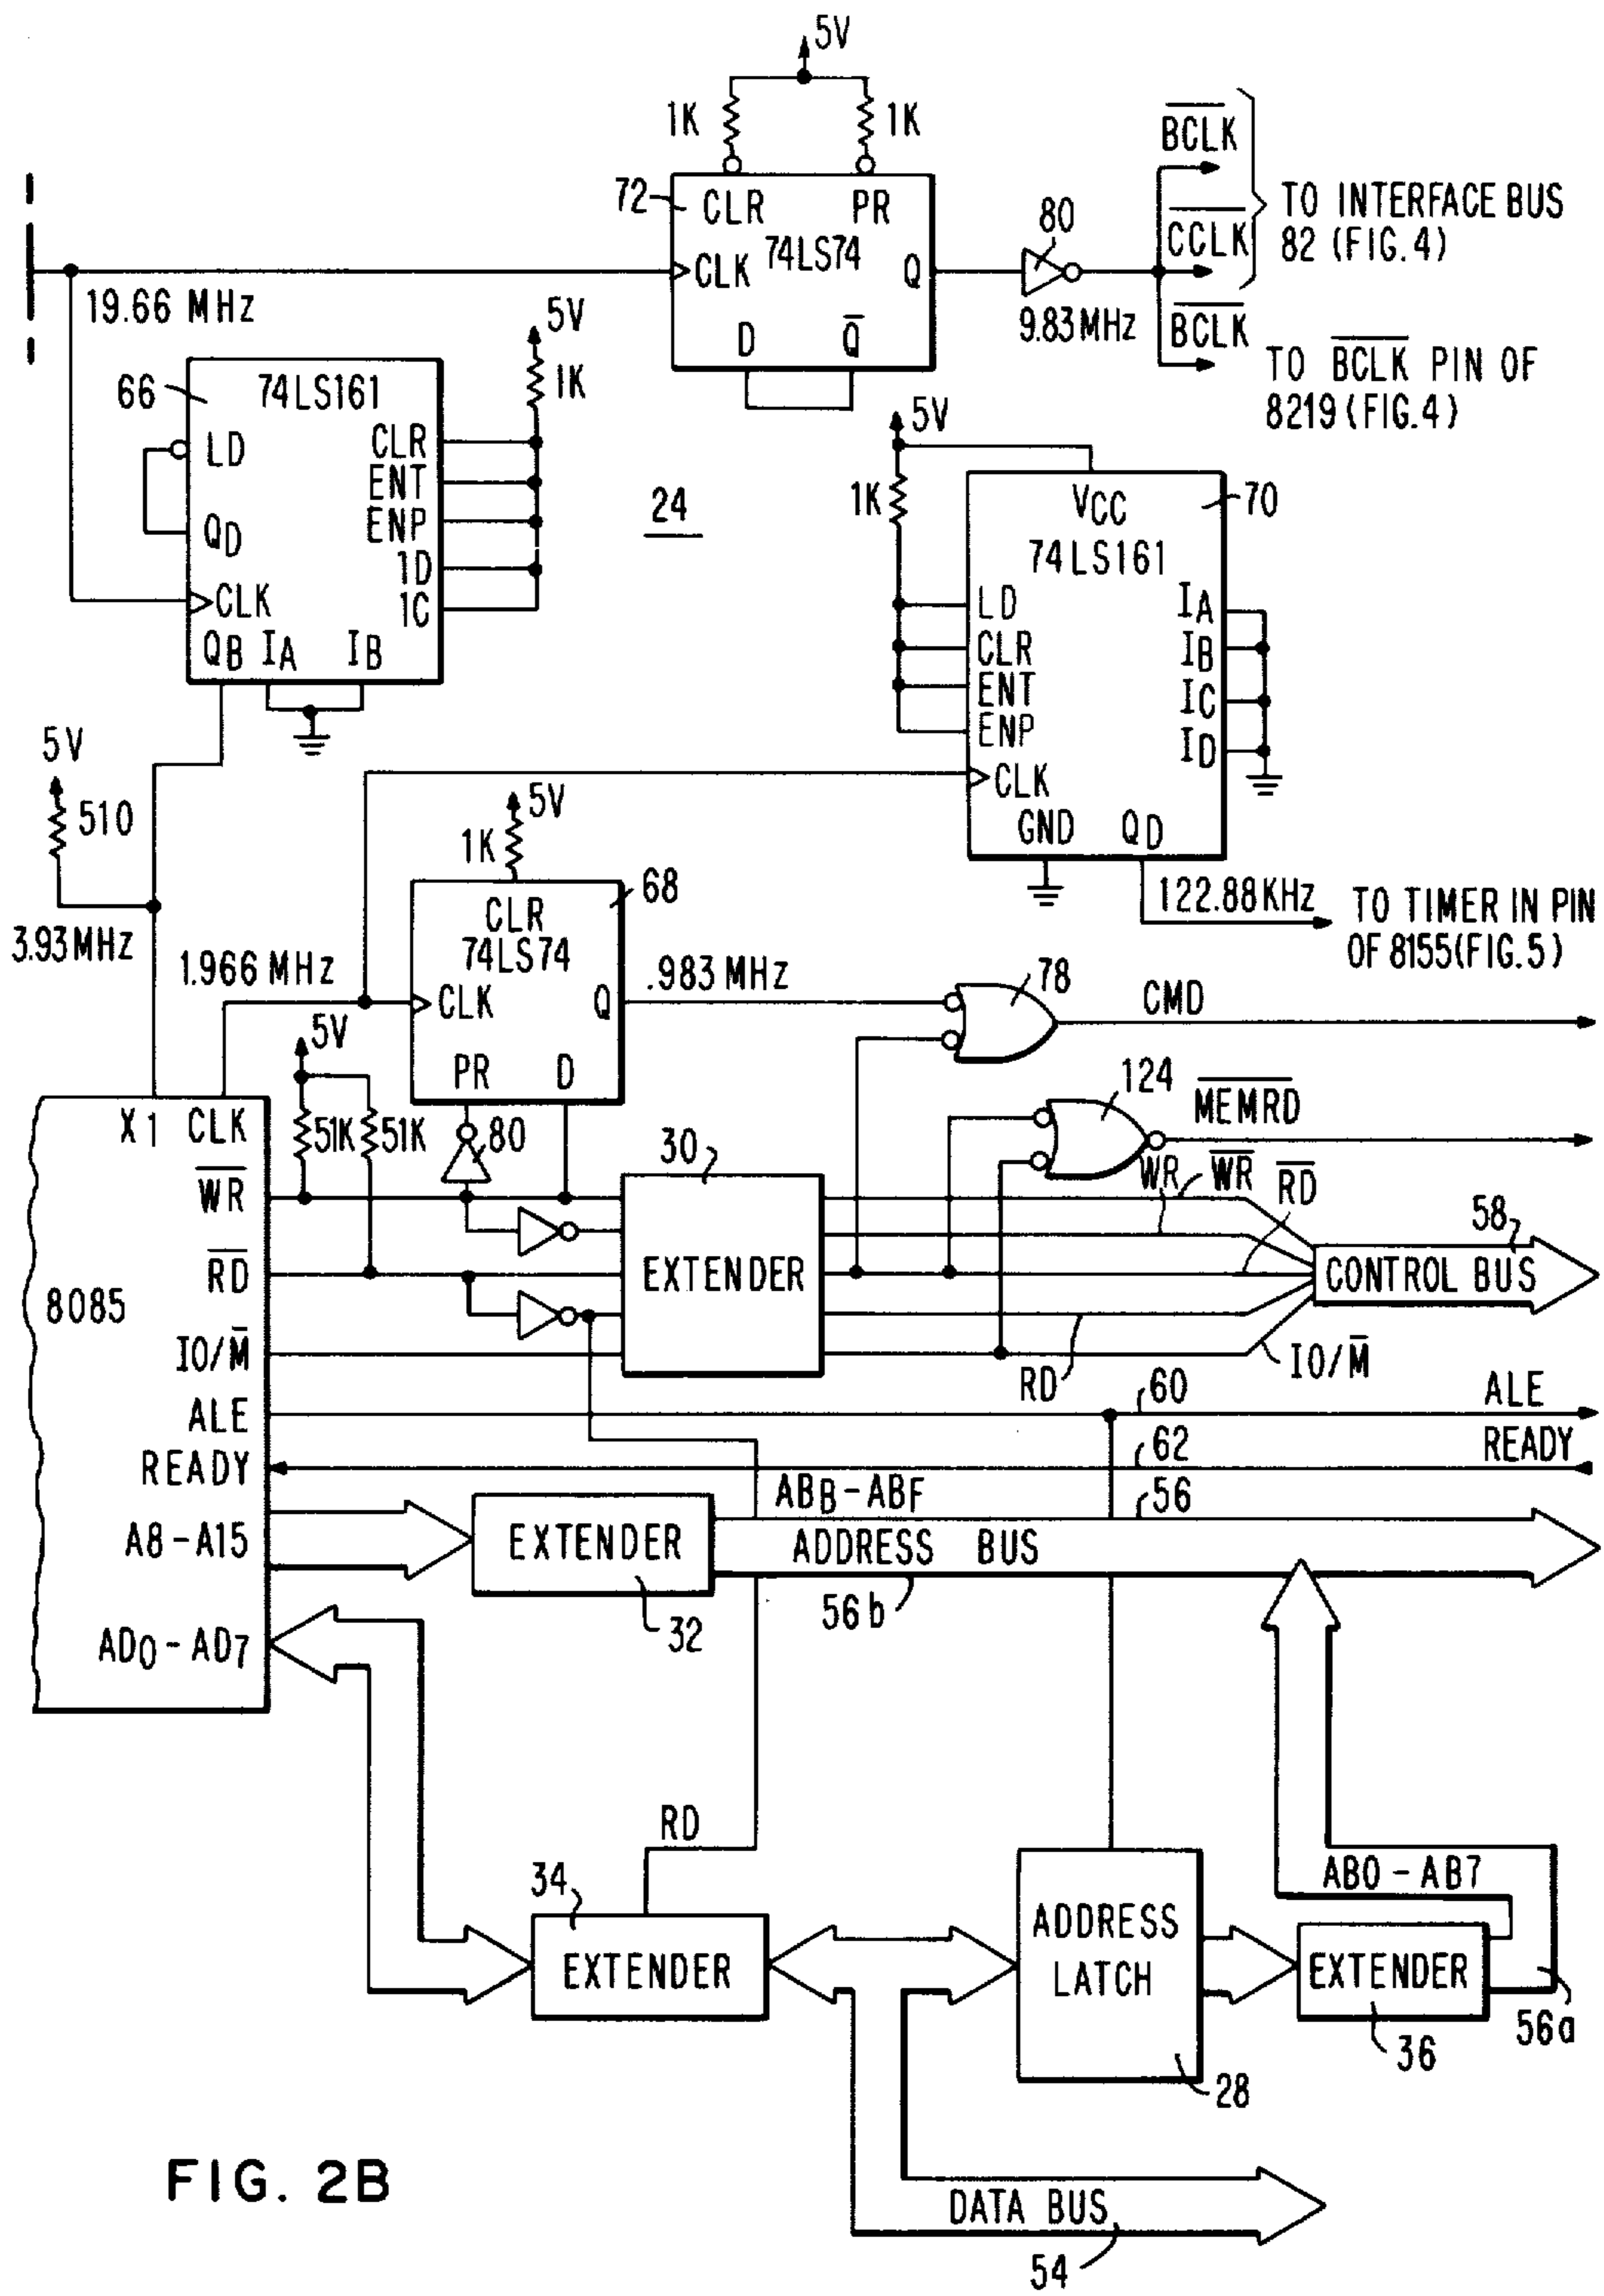 5V
1K
1K
BCLK
72
CLR
PR
74LS74
CLK
Q
D
Q
80
CCLK
TO INTERFACE BUS
82 (FIG.4)
19.66 MHz
9.83MHz
BCLK
TO BCLK PIN OF
8219 (FIG.4)
5V
1K
66
74LS161
LD
CLR
ENT
QD
ENP
1D
CLK
1C
QB
IA
IB
24
5V
1K
VCC
70
74LS161
LD
IA
CLR
IB
ENT
IC
ENP
ID
CLK
GND
QD
5V
510
5V
1K
68
CLR
74LS74
CLK
Q
PR
D
122.88KHz
TO TIMER IN PIN
OF 8155(FIG.5)
3.93MHz
1.966 MHz
.983 MHz
78
CMD
5V
51K
51K
80
124
MEMRD
X1
CLK
WR
RD
8085
IO/M
ALE
READY
A8-A15
AD0-AD7
30
EXTENDER
WR
WR
RD
58
CONTROL BUS
RD
IO/M
60
ALE
62
READY
ABB-ABF
56
EXTENDER
ADDRESS BUS
32
56b
RD
34
EXTENDER
ADDRESS
LATCH
28
AB0-AB7
EXTENDER
36
56a
DATA BUS
54
FIG. 2B